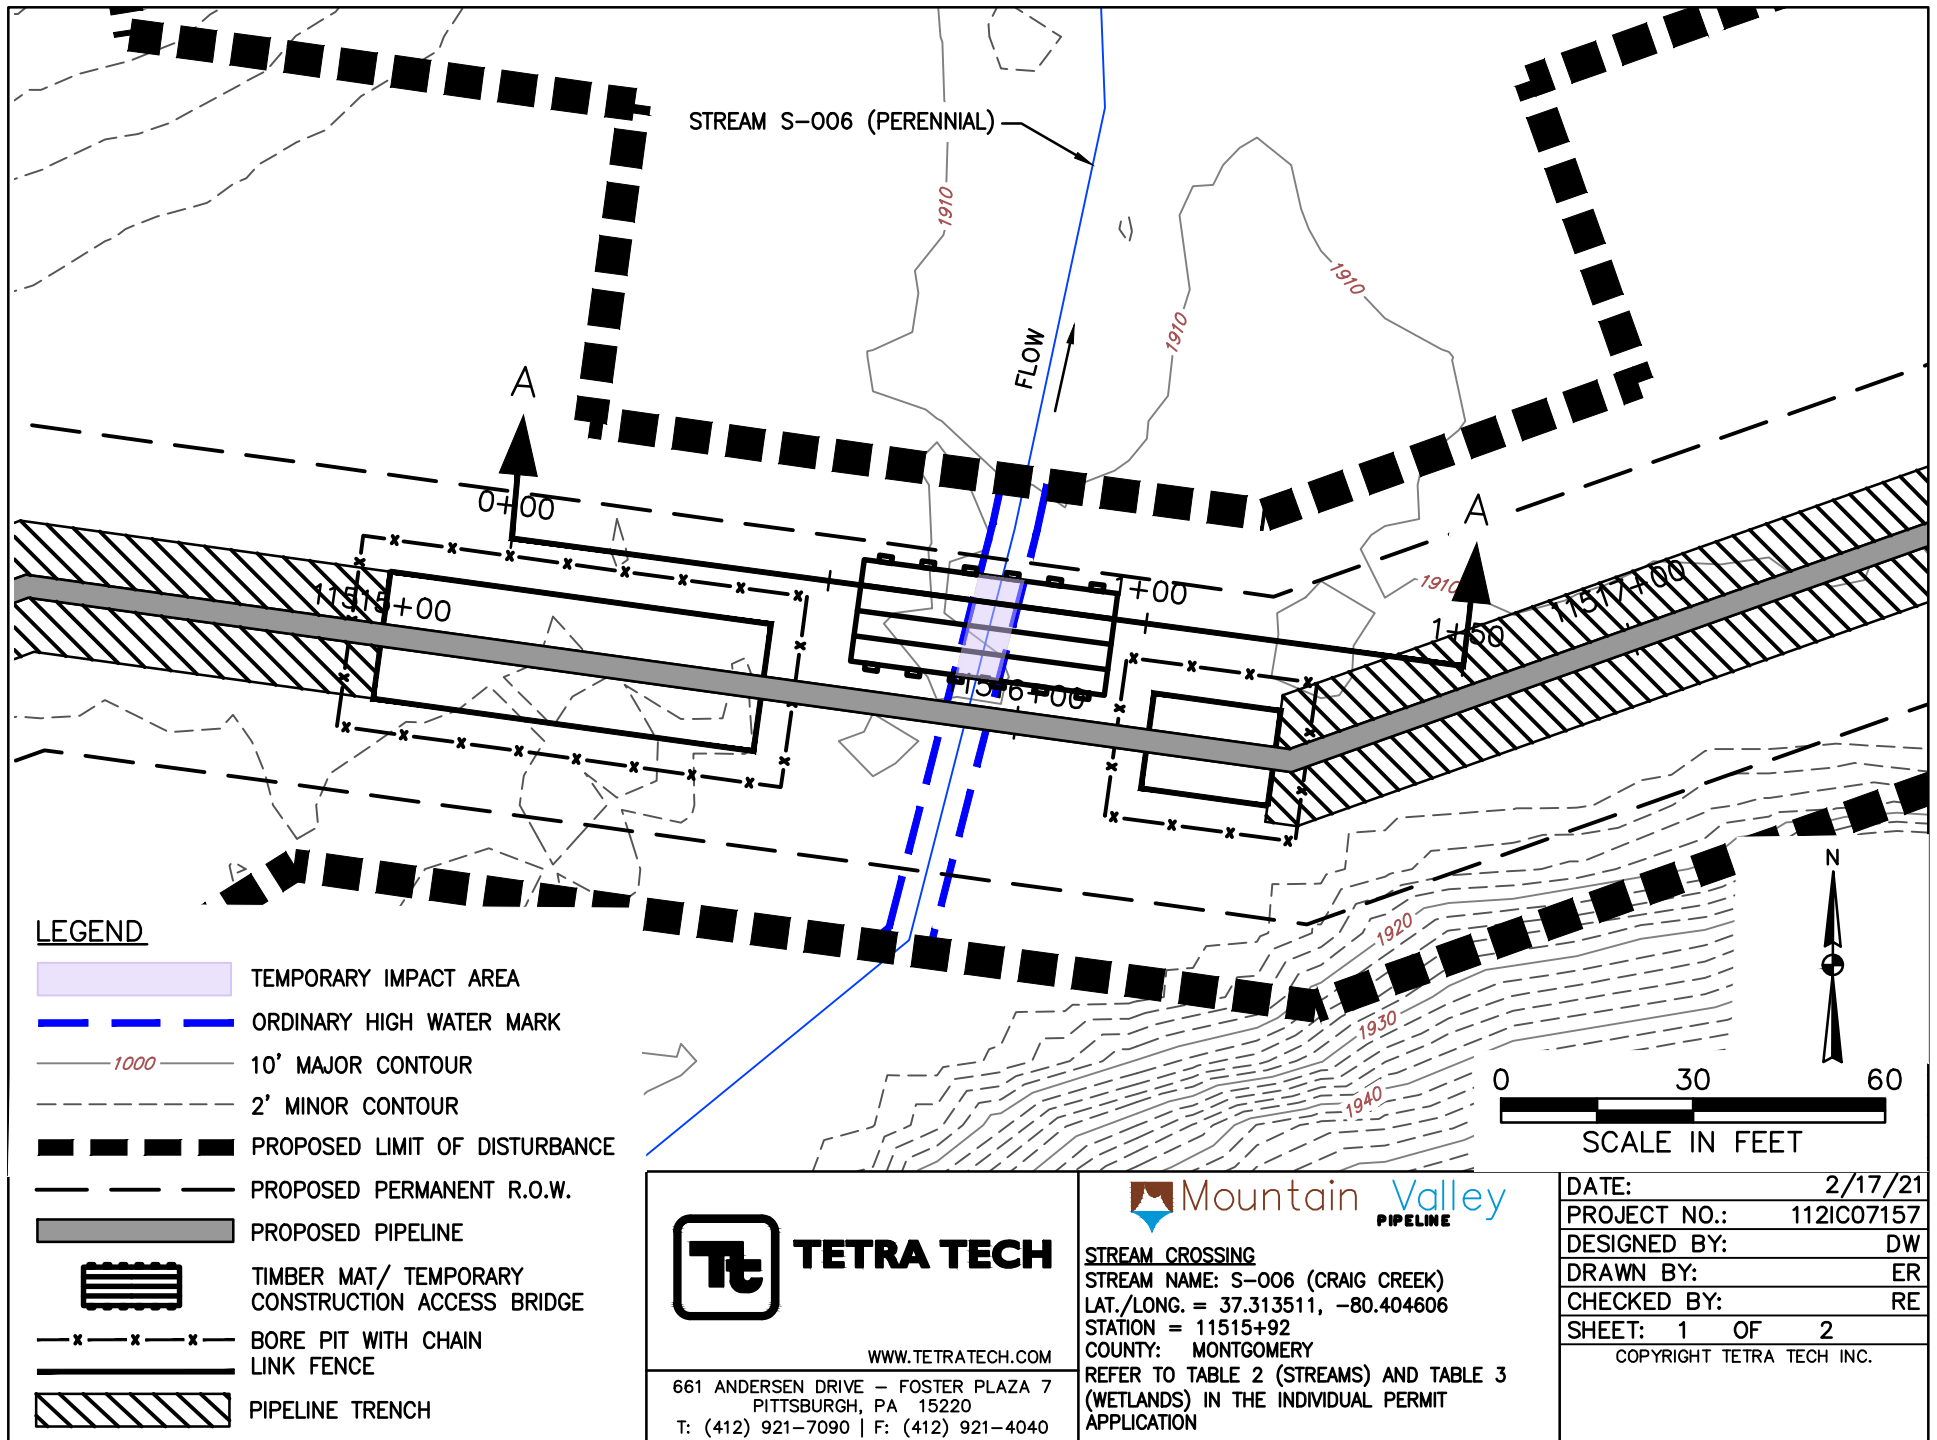 STREAM S-006 (PERENNIAL)
1910
1910
1910
FLOW
A
0+00
A
1+00
1910
11517+00
1+50
11515+00
N
1920
1930
1940
LEGEND
TEMPORARY IMPACT AREA
ORDINARY HIGH WATER MARK
1000
10' MAJOR CONTOUR
2' MINOR CONTOUR
PROPOSED LIMIT OF DISTURBANCE
PROPOSED PERMANENT R.O.W.
PROPOSED PIPELINE
TIMBER MAT/ TEMPORARY
CONSTRUCTION ACCESS BRIDGE
BORE PIT WITH CHAIN
LINK FENCE
PIPELINE TRENCH
0 30 60
SCALE IN FEET
Tt TETRA TECH
WWW.TETRATECH.COM
661 ANDERSEN DRIVE – FOSTER PLAZA 7
PITTSBURGH, PA 15220
T: (412) 921-7090 | F: (412) 921-4040
Mountain Valley
PIPELINE
STREAM CROSSING
STREAM NAME: S-006 (CRAIG CREEK)
LAT./LONG. = 37.313511, -80.404606
STATION = 11515+92
COUNTY: MONTGOMERY
REFER TO TABLE 2 (STREAMS) AND TABLE 3
(WETLANDS) IN THE INDIVIDUAL PERMIT
APPLICATION
DATE: 2/17/21
PROJECT NO.: 112IC07157
DESIGNED BY: DW
DRAWN BY: ER
CHECKED BY: RE
SHEET: 1 OF 2
COPYRIGHT TETRA TECH INC.